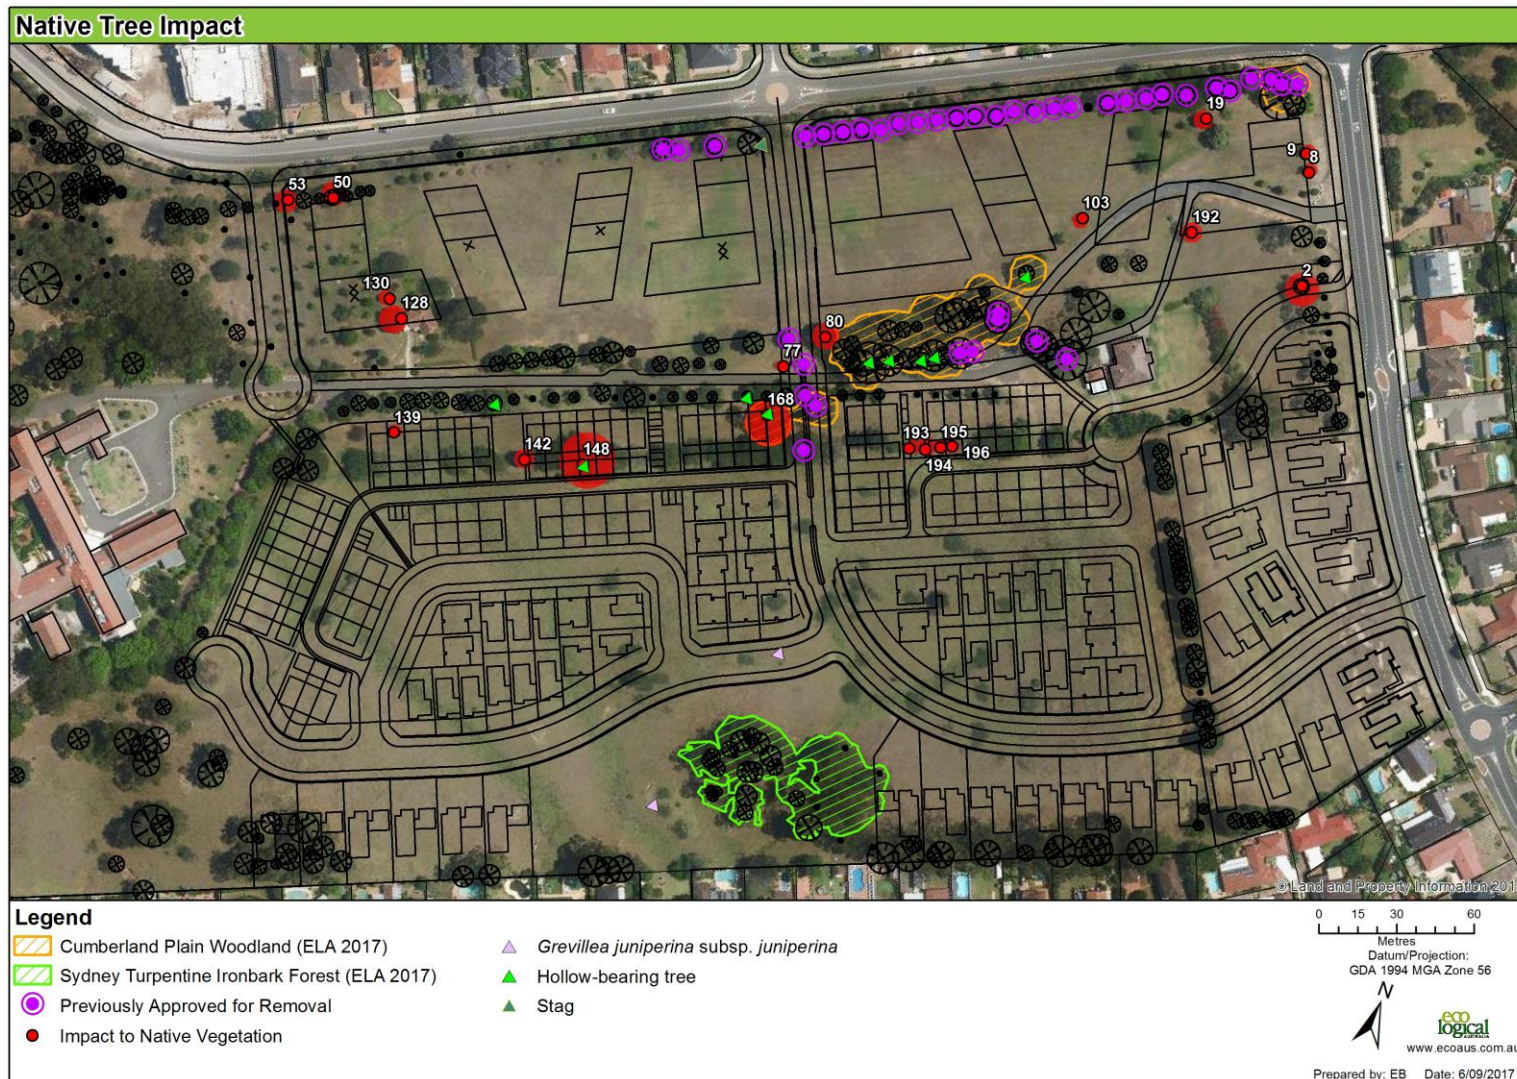 Native Tree Impact
19
9
8
53
50
103
192
130
128
2
80
77
168
139
142
148
193
195
194
196
© Land and Property Information 201
Legend
Cumberland Plain Woodland (ELA 2017)
Sydney Turpentine Ironbark Forest (ELA 2017)
Previously Approved for Removal
Impact to Native Vegetation
Grevillea juniperina subsp. juniperina
Hollow-bearing tree
Stag
0 15 30 60
Metres
Datum/Projection:
GDA 1994 MGA Zone 56
N
eco
logical
AUSTRALIA
www.ecoaus.com.au
Prepared by: EB Date: 6/09/2017